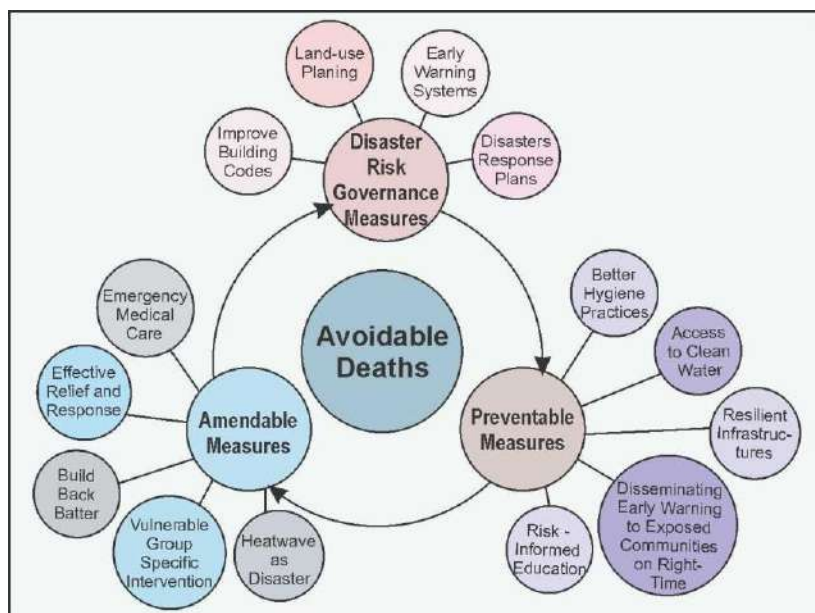 Land-use
Planing
Early
Warning
Systems
Improve
Building
Codes
Disaster
Risk
Governance
Measures
Disasters
Response
Plans
Avoidable
Deaths
Better
Hygiene
Practices
Access
to Clean
Water
Preventable
Measures
Resilient
Infrastruc-
tures
Disseminating
Early Warning
to Exposed
Communities
on Right-
Time
Risk -
Informed
Education
Emergency
Medical
Care
Effective
Relief and
Response
Amendable
Measures
Build
Back
Batter
Vulnerable
Group
Specific
Intervention
Heatwave
as
Disaster